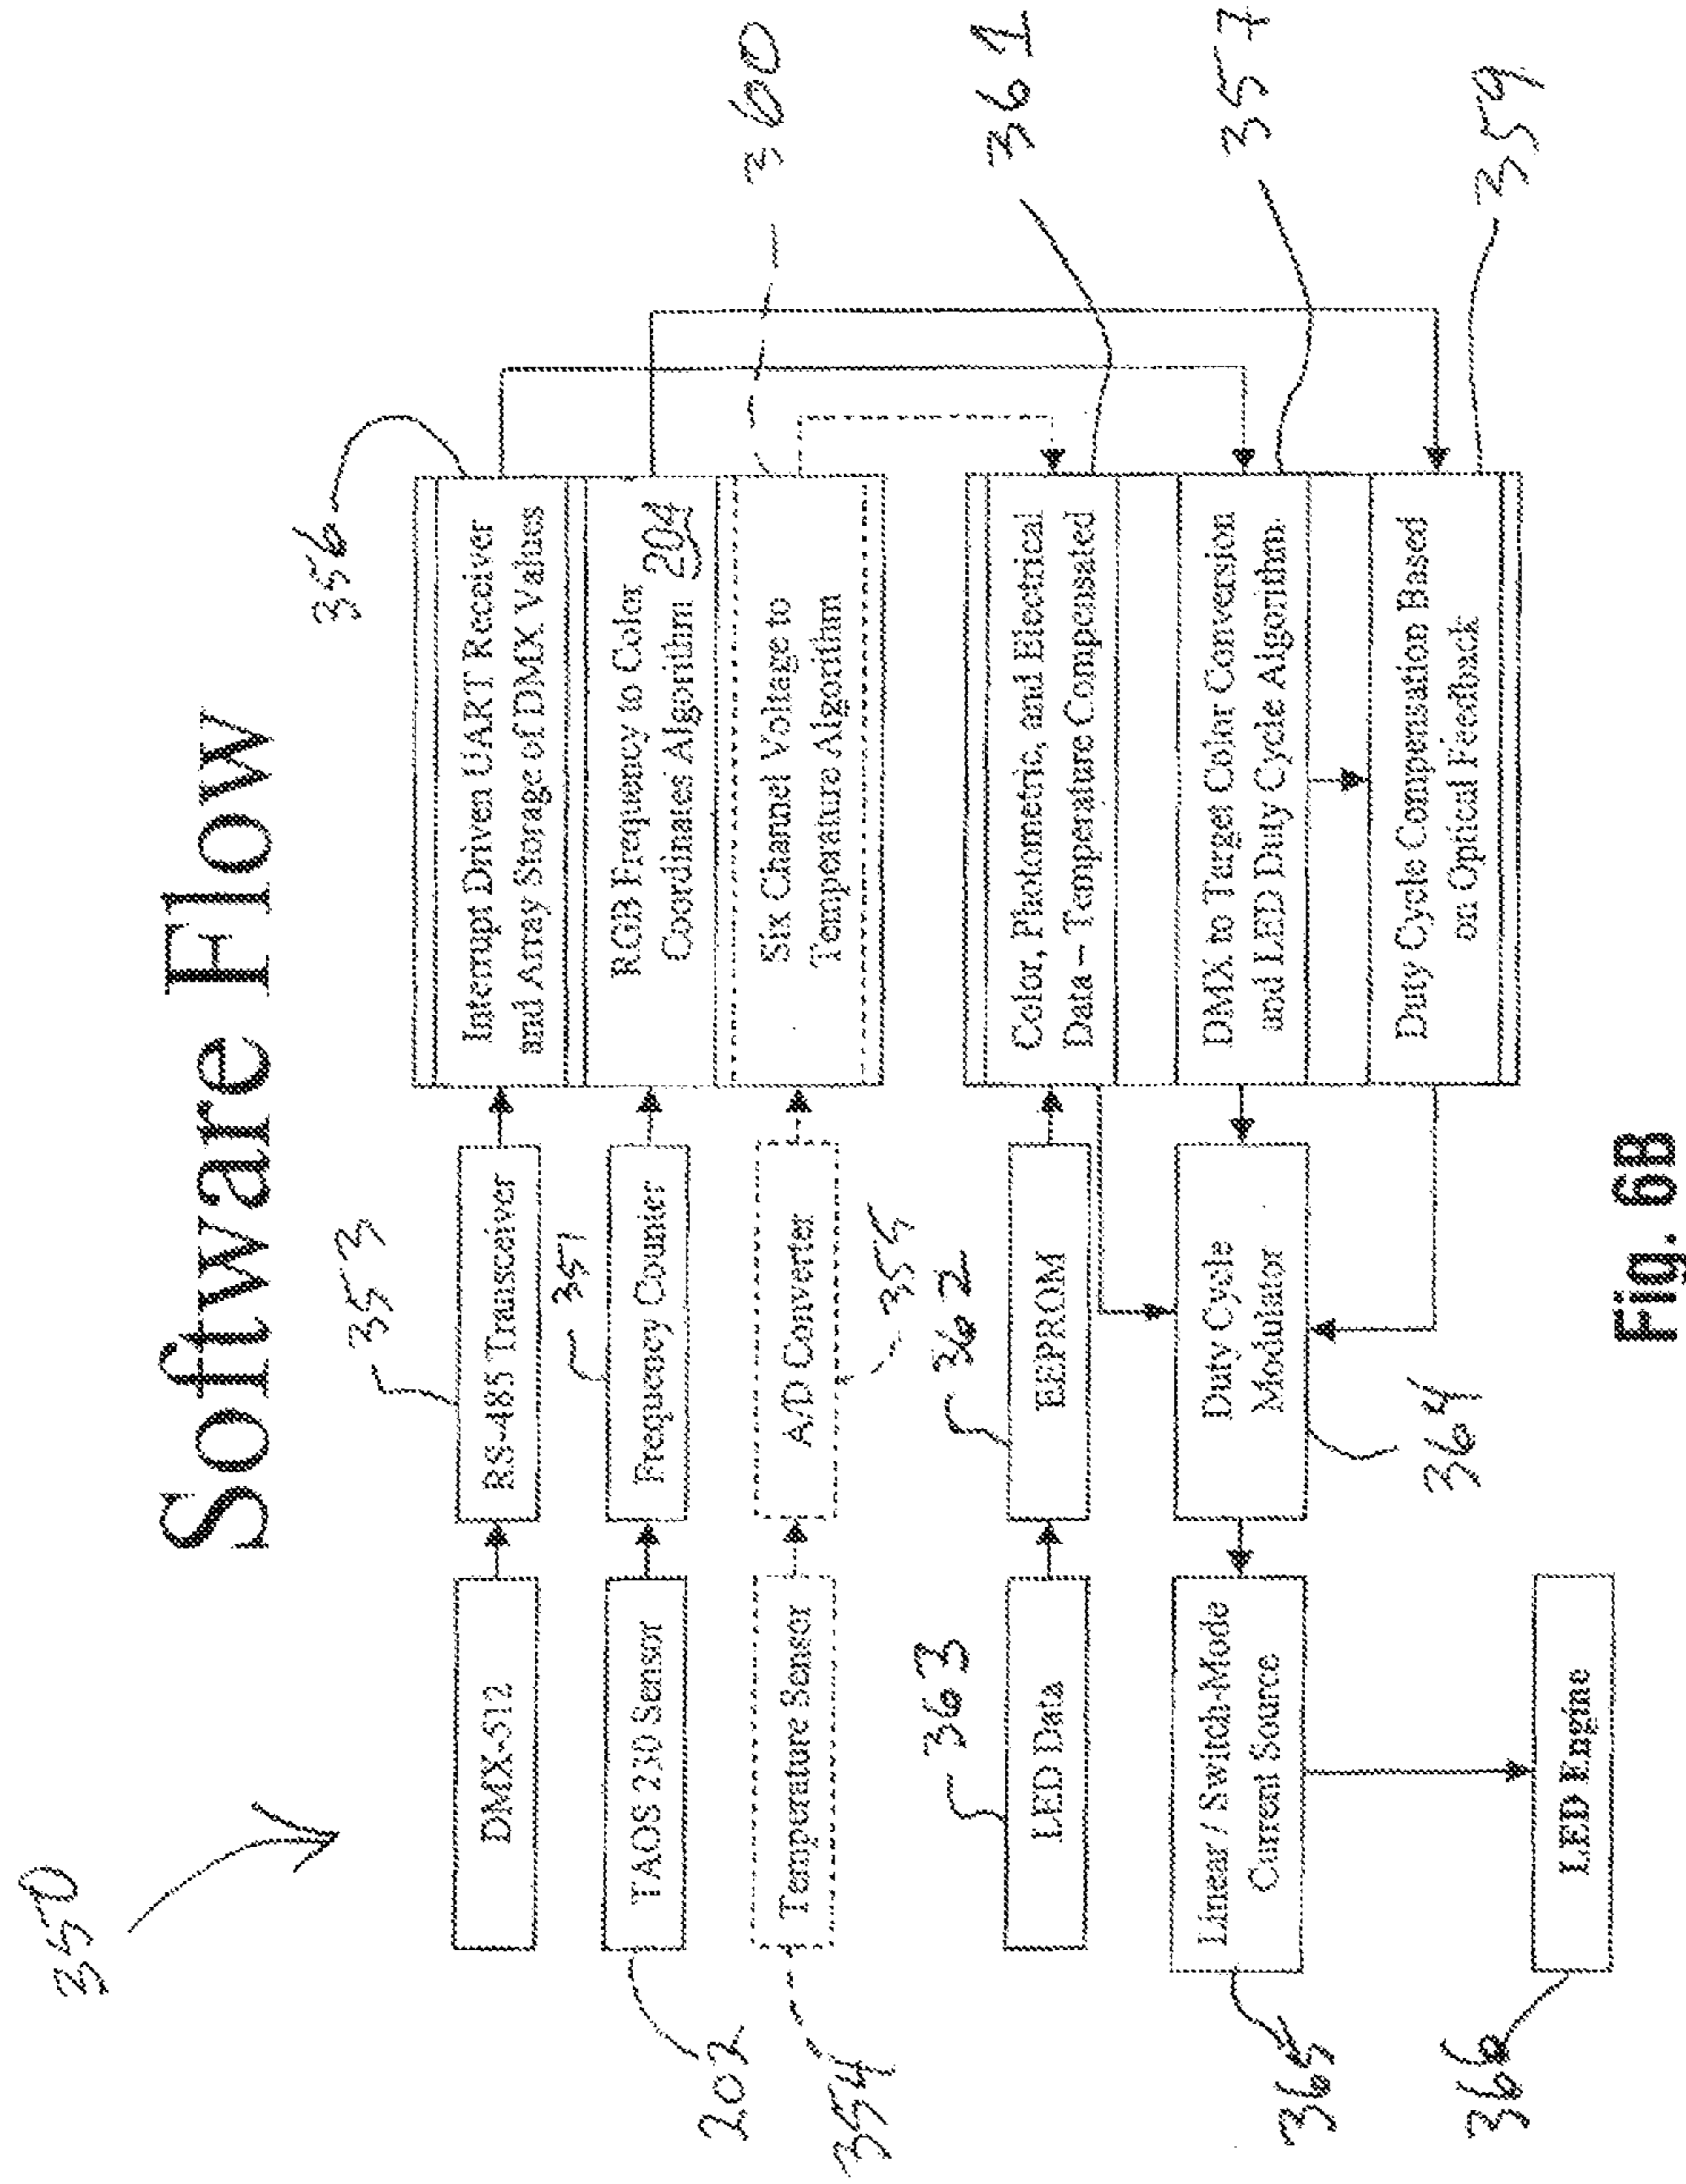 Software Flow
350
353
356
DMX-512
RS-485 Transceiver
Interrupt Driven UART Receiver
and Array Storage of DMX Values
351
202
TAOS 230 Sensor
Frequency Counter
RGB Frequency to Color
Coordinates Algorithm 204
354
Temperature Sensor
A/D Converter
355
Six Channel Voltage to
Temperature Algorithm
360
363
362
LED Data
EEPROM
Color, Photometric, and Electrical
Data – Temperature Compensated
361
365
Linear / Switch-Mode
Current Source
Duty Cycle
Modulator
364
DMX to Target Color Conversion
and LED Duty Cycle Algorithm
357
Duty Cycle Compensation Based
on Optical Feedback
359
366
LED Engine
Fig. 6B